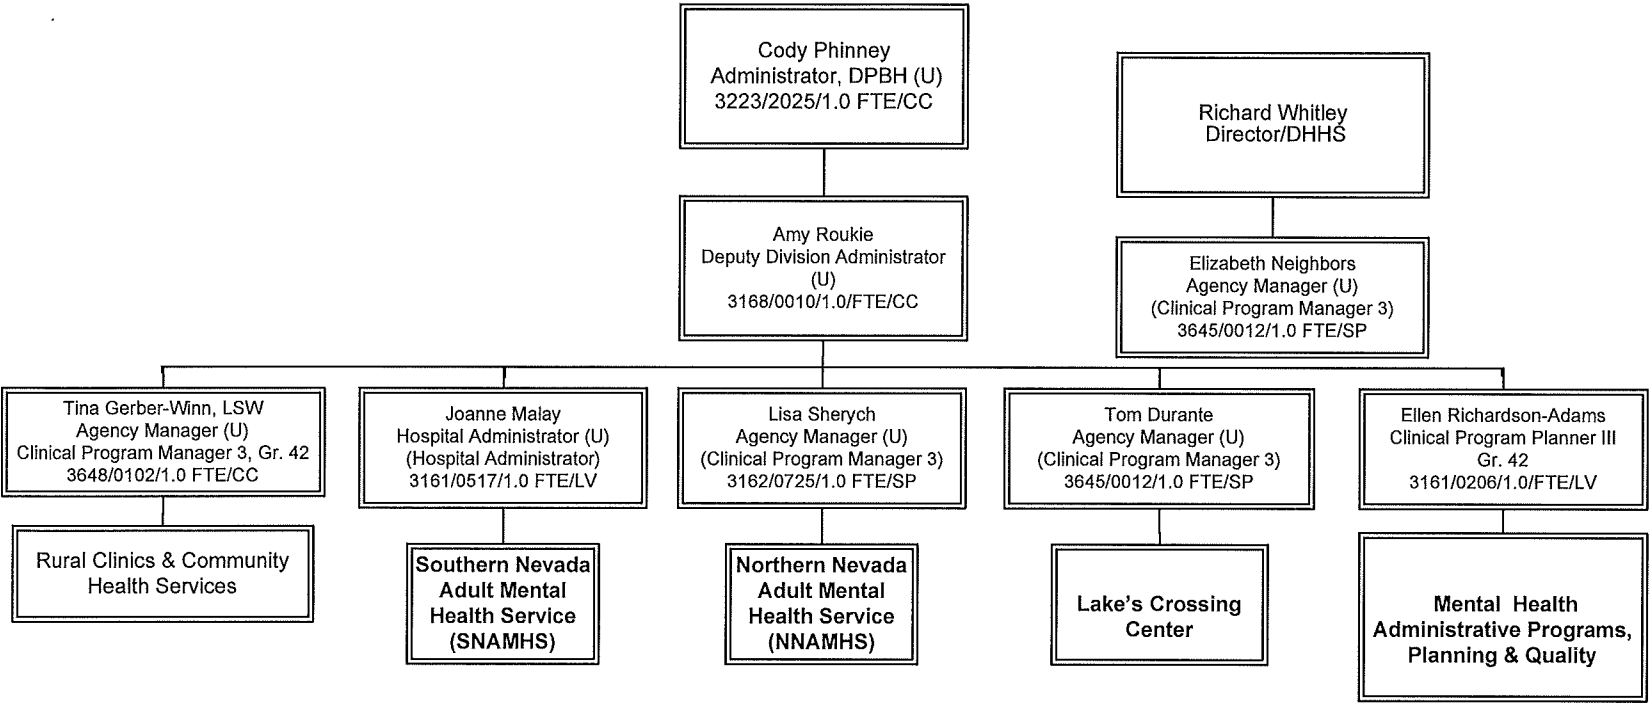 Cody Phinney
Administrator, DPBH (U)
3223/2025/1.0 FTE/CC
Richard Whitley
Director/DHHS
Amy Roukie
Deputy Division Administrator
(U)
3168/0010/1.0/FTE/CC
Elizabeth Neighbors
Agency Manager (U)
(Clinical Program Manager 3)
3645/0012/1.0 FTE/SP
Tina Gerber-Winn, LSW
Agency Manager (U)
Clinical Program Manager 3, Gr. 42
3648/0102/1.0 FTE/CC
Joanne Malay
Hospital Administrator (U)
(Hospital Administrator)
3161/0517/1.0 FTE/LV
Lisa Sherych
Agency Manager (U)
(Clinical Program Manager 3)
3162/0725/1.0 FTE/SP
Tom Durante
Agency Manager (U)
(Clinical Program Manager 3)
3645/0012/1.0 FTE/SP
Ellen Richardson-Adams
Clinical Program Planner III
Gr. 42
3161/0206/1.0/FTE/LV
Rural Clinics & Community
Health Services
Southern Nevada
Adult Mental
Health Service
(SNAMHS)
Northern Nevada
Adult Mental
Health Service
(NNAMHS)
Lake's Crossing
Center
Mental Health
Administrative Programs,
Planning & Quality